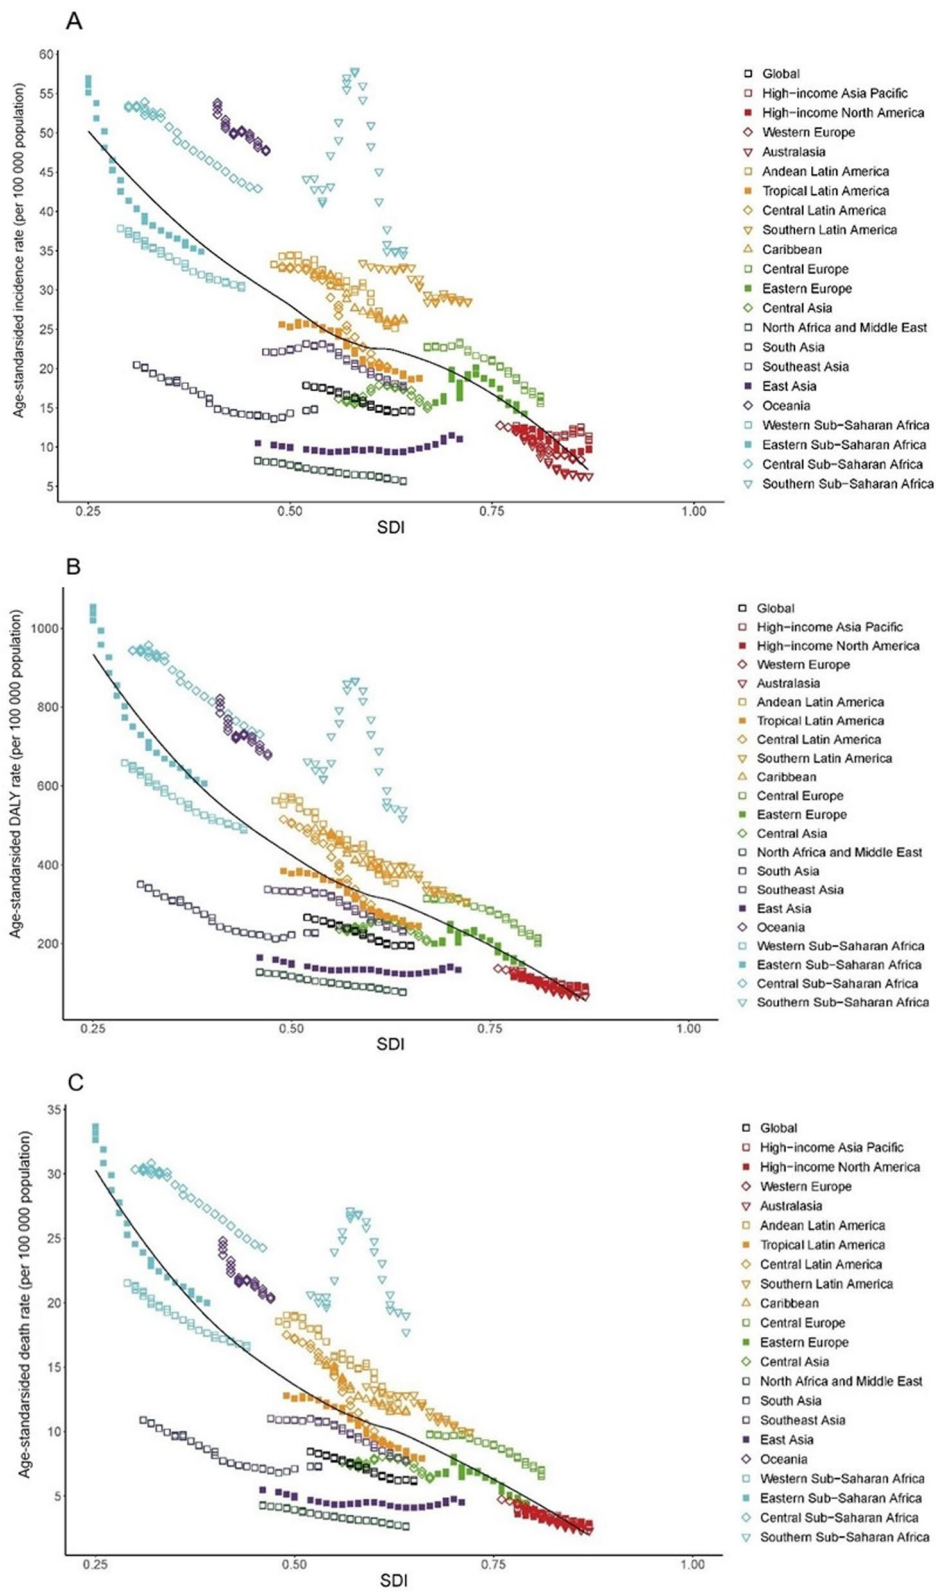 A
Age-standarsided incidence rate (per 100 000 population)
60
55
50
45
40
35
30
25
20
15
10
5
0.25
0.50
0.75
1.00
SDI
Global
High-income Asia Pacific
High-income North America
Western Europe
Australasia
Andean Latin America
Tropical Latin America
Central Latin America
Southern Latin America
Caribbean
Central Europe
Eastern Europe
Central Asia
North Africa and Middle East
South Asia
Southeast Asia
East Asia
Oceania
Western Sub-Saharan Africa
Eastern Sub-Saharan Africa
Central Sub-Saharan Africa
Southern Sub-Saharan Africa
B
Age-standarsided DALY rate (per 100 000 population)
1000
800
600
400
200
0.25
0.50
0.75
1.00
SDI
Global
High-income Asia Pacific
High-income North America
Western Europe
Australasia
Andean Latin America
Tropical Latin America
Central Latin America
Southern Latin America
Caribbean
Central Europe
Eastern Europe
Central Asia
North Africa and Middle East
South Asia
Southeast Asia
East Asia
Oceania
Western Sub-Saharan Africa
Eastern Sub-Saharan Africa
Central Sub-Saharan Africa
Southern Sub-Saharan Africa
C
Age-standarsided death rate (per 100 000 population)
35
30
25
20
15
10
5
0.25
0.50
0.75
1.00
SDI
Global
High-income Asia Pacific
High-income North America
Western Europe
Australasia
Andean Latin America
Tropical Latin America
Central Latin America
Southern Latin America
Caribbean
Central Europe
Eastern Europe
Central Asia
North Africa and Middle East
South Asia
Southeast Asia
East Asia
Oceania
Western Sub-Saharan Africa
Eastern Sub-Saharan Africa
Central Sub-Saharan Africa
Southern Sub-Saharan Africa